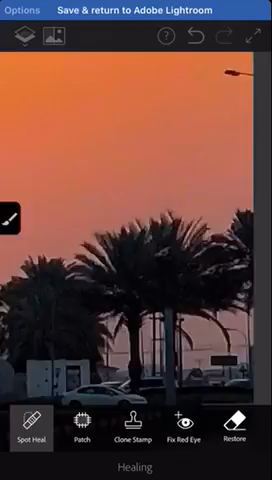 Options Save & return to Adobe Lightroom
?
Spot Heal Patch Clone Stamp Fix Red Eye Restore
Healing